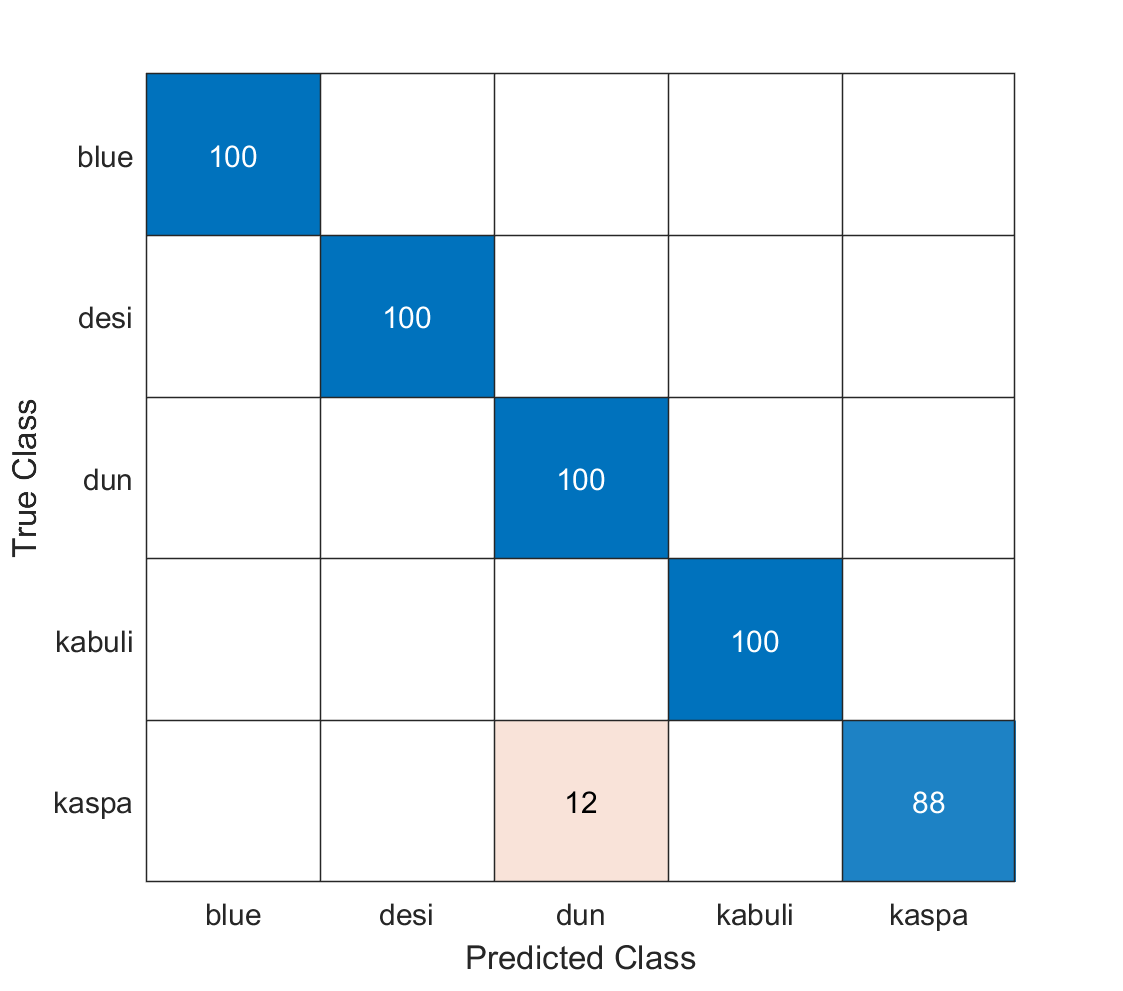 blue
100
desi
100
True Class
dun
100
kabuli
100
kaspa
12
88
blue desi dun kabuli kaspa
Predicted Class